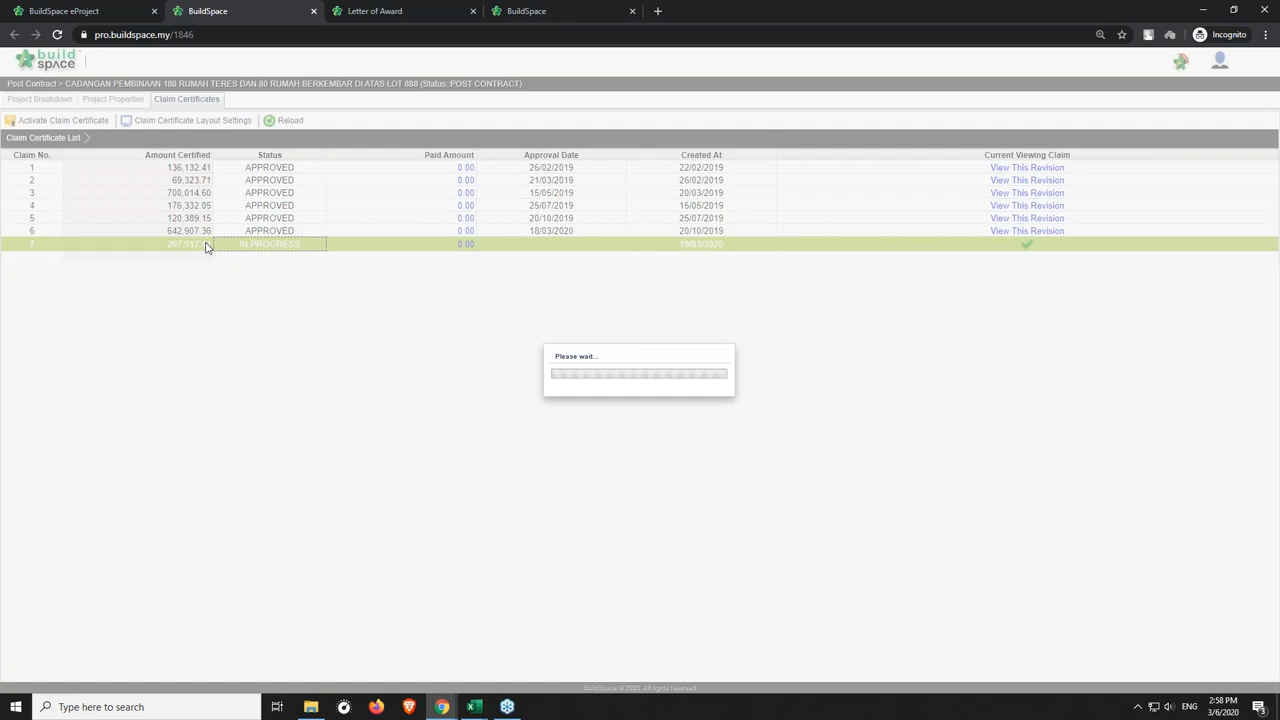 BuildSpace eProject
BuildSpace
Letter of Award
BuildSpace
pro.buildspace.my/1846
Incognito
build space
Post Contract > CADANGAN PEMBINAAN 180 RUMAH TERES DAN 80 RUMAH BERKEMBAR DI ATAS LOT 888 (Status: POST CONTRACT)
Project Breakdown Project Properties Claim Certificates
Activate Claim Certificate Claim Certificate Layout Settings Reload
Claim Certificate List
Claim No. Amount Certified Status Paid Amount Approval Date Created At Current Viewing Claim
1 136,132.41 APPROVED 0.00 26/02/2019 22/02/2019 View This Revision
2 69,323.71 APPROVED 0.00 21/03/2019 26/02/2019 View This Revision
3 700,014.60 APPROVED 0.00 15/05/2019 20/03/2019 View This Revision
4 176,332.05 APPROVED 0.00 25/07/2019 15/05/2019 View This Revision
5 120,389.15 APPROVED 0.00 20/10/2019 25/07/2019 View This Revision
6 642,907.36 APPROVED 0.00 18/03/2020 20/10/2019 View This Revision
7 IN PROGRESS 0.00 - 19/03/2020
Please wait...
BuildSpace © 2020. All rights reserved.
Type here to search
ENG
2:58 PM
3/6/2020
3